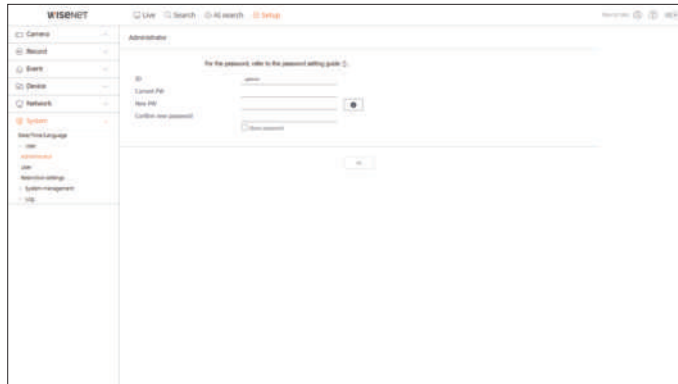 WISENET
Live Search AI search Setup
Camera
Record
Event
Device
Network
System
Date/Time/Language
User
Administrator
User
Restriction settings
System management
Log
Administrator
For the password, refer to the password setting guide
ID admin
Current PW
New PW
Confirm new password
Show password
OK